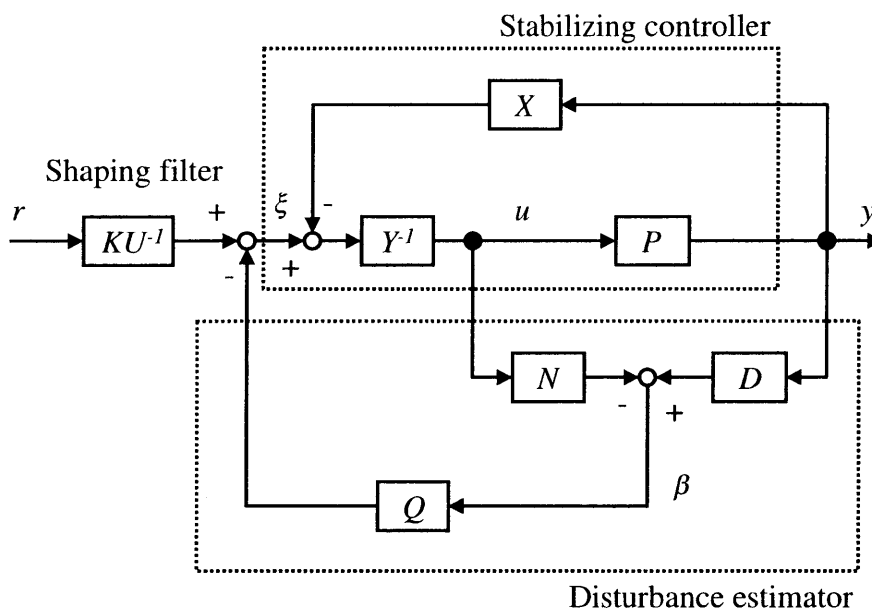 Stabilizing controller
X
Shaping filter
r
KU⁻¹
+
-
ξ
-
+
Y⁻¹
u
P
y
N
-
+
D
β
Q
Disturbance estimator